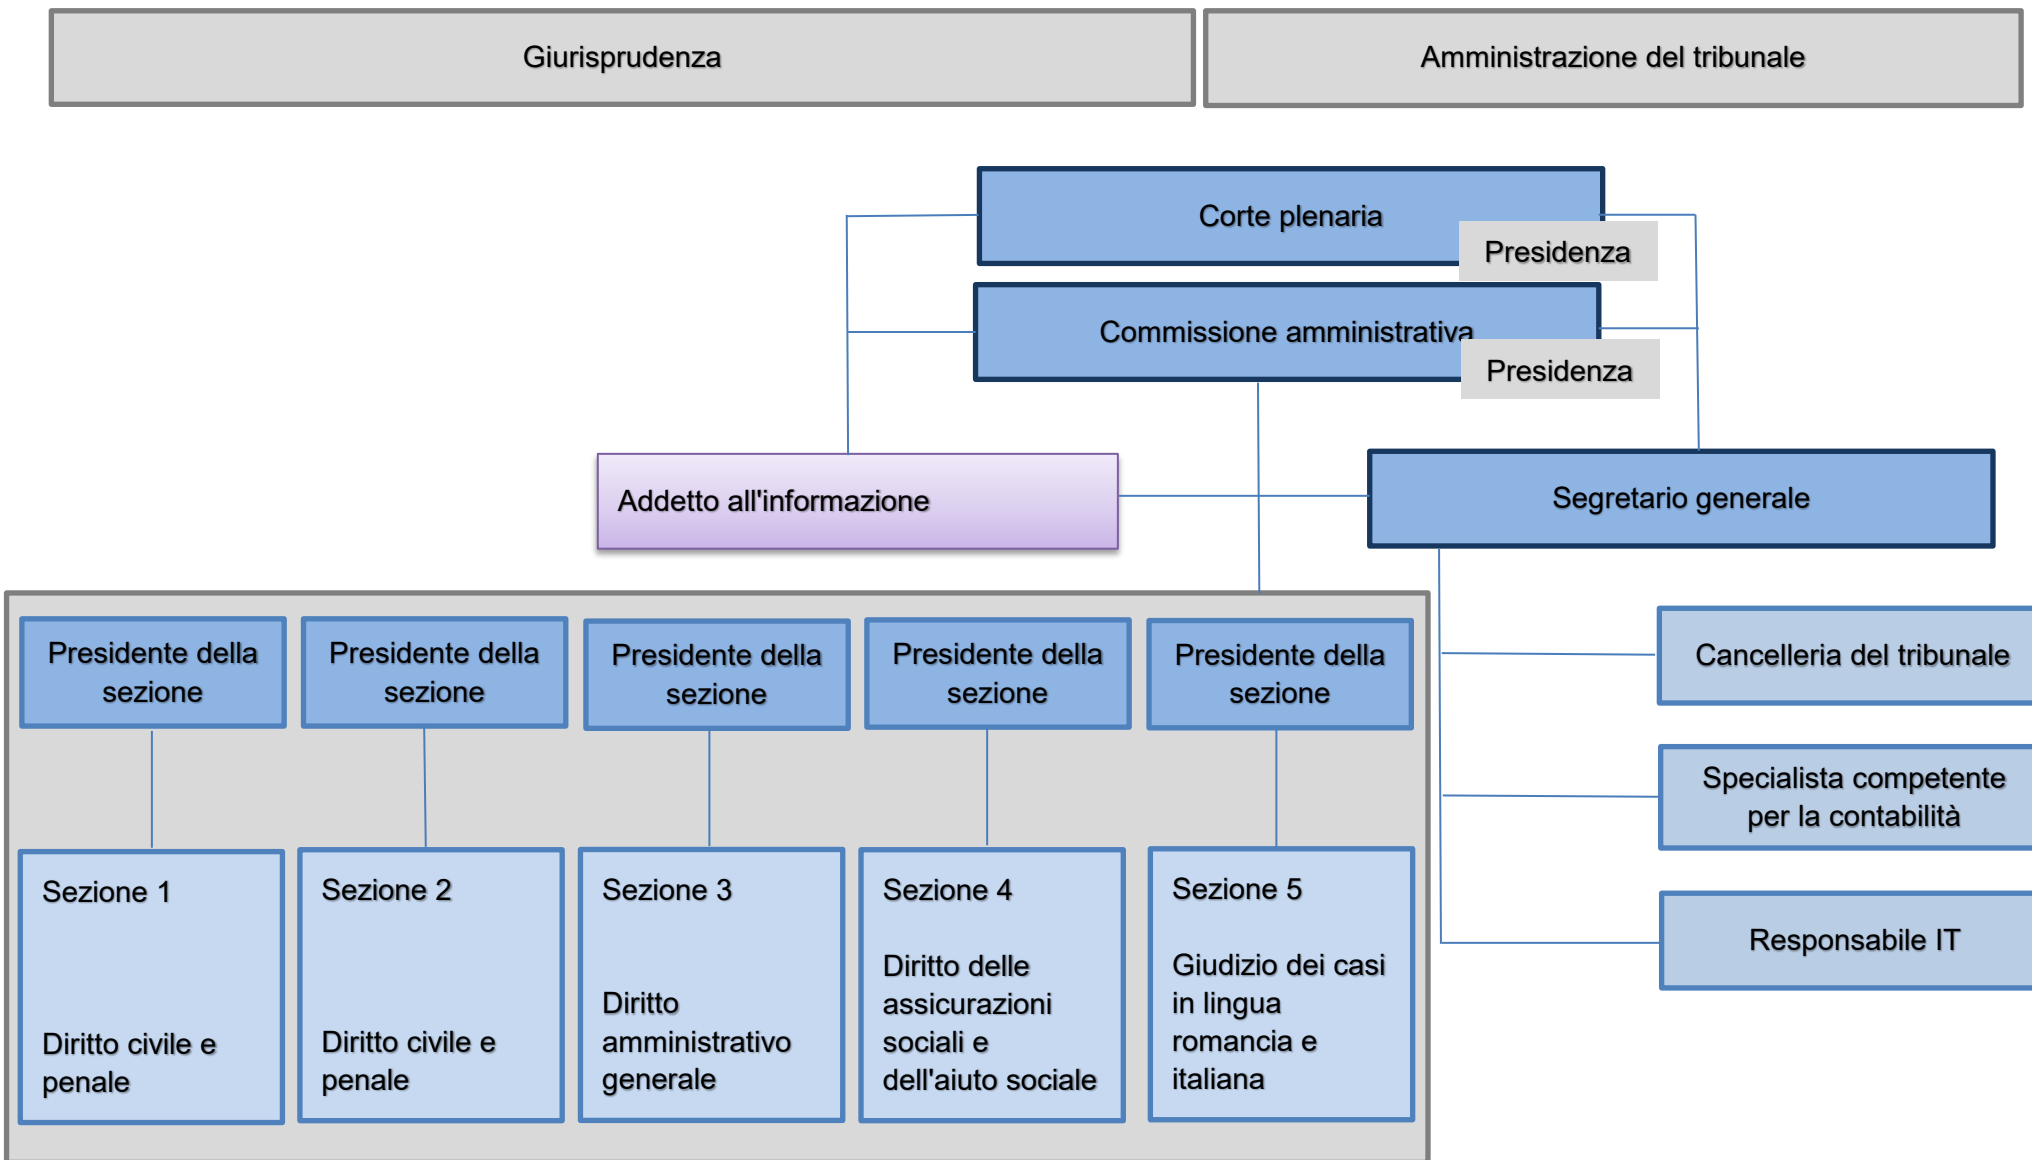 Giurisprudenza
Amministrazione del tribunale
Corte plenaria
Presidenza
Commissione amministrativa
Presidenza
Addetto all'informazione
Segretario generale
Presidente della
sezione
Presidente della
sezione
Presidente della
sezione
Presidente della
sezione
Presidente della
sezione
Cancelleria del tribunale
Specialista competente
per la contabilità
Responsabile IT
Sezione 1
Diritto civile e
penale
Sezione 2
Diritto civile e
penale
Sezione 3
Diritto
amministrativo
generale
Sezione 4
Diritto delle
assicurazioni
sociali e
dell'aiuto sociale
Sezione 5
Giudizio dei casi
in lingua
romancia e
italiana